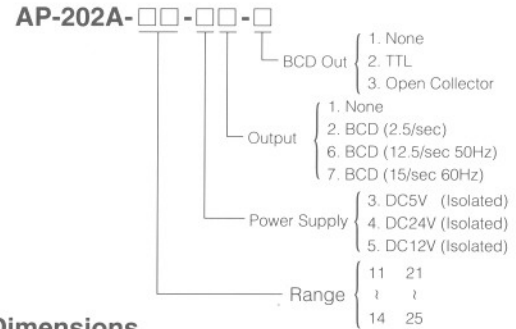 AP-202A-□□-□□-□
BCD Out
1. None
2. TTL
3. Open Collector
Output
1. None
2. BCD (2.5/sec)
6. BCD (12.5/sec 50Hz)
7. BCD (15/sec 60Hz)
Power Supply
3. DC5V (Isolated)
4. DC24V (Isolated)
5. DC12V (Isolated)
Range
11 21
≀ ≀
14 25
Dimensions